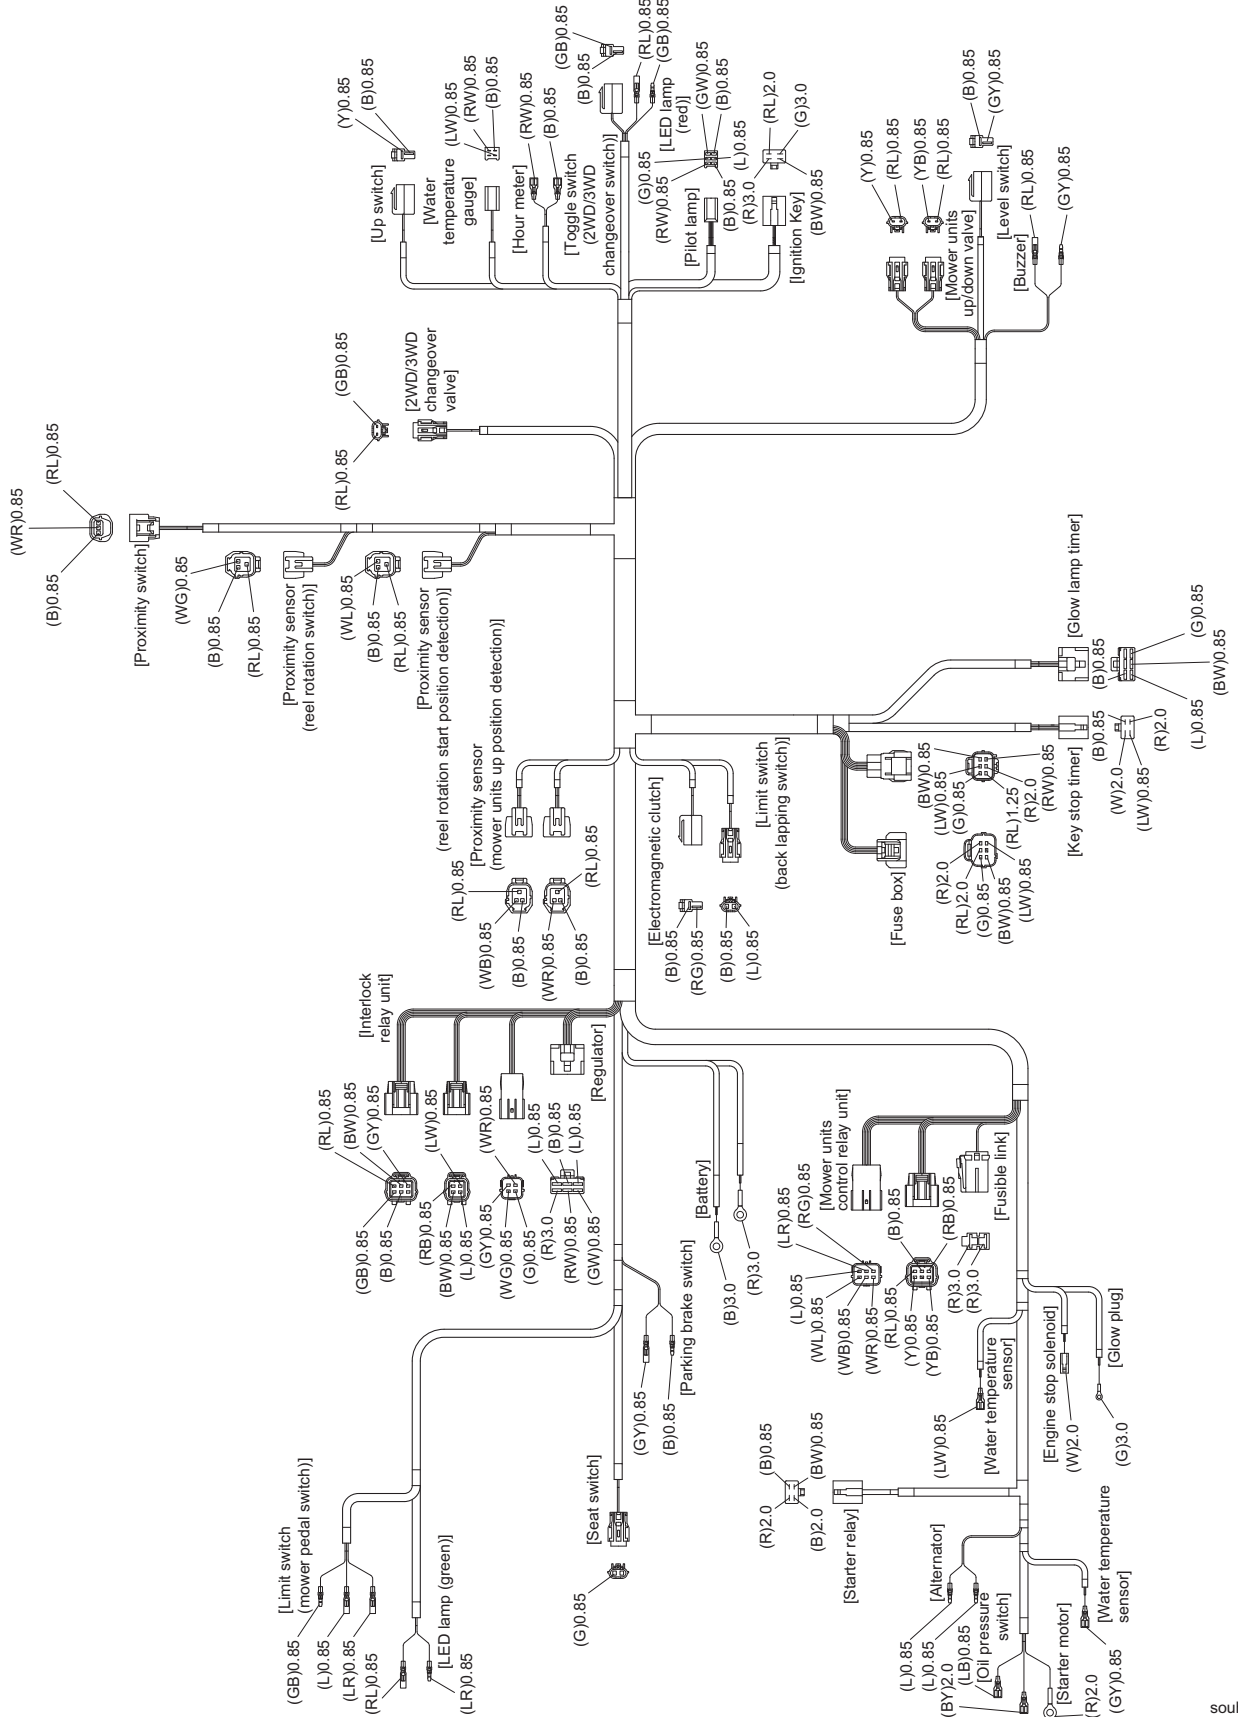 (WR)0.85
(B)0.85
(RL)0.85
[Proximity switch]
(WG)0.85
(B)0.85
(RL)0.85
[Proximity sensor
(reel rotation switch)]
(WL)0.85
(B)0.85
(RL)0.85
[Proximity sensor
(reel rotation start position detection)]
(RL)0.85
(GB)0.85
[2WD/3WD
changeover
valve]
(Y)0.85
(B)0.85
[Up switch]
(LW)0.85
(RW)0.85
(B)0.85
[Water
temperature
gauge]
(RW)0.85
(B)0.85
[Hour meter]
[Toggle switch
(2WD/3WD
changeover switch)]
(GB)0.85
(B)0.85
(RL)0.85
(GB)0.85
[LED lamp
(red)]
(G)0.85
(RW)0.85
(GW)0.85
(B)0.85
(L)0.85
(B)0.85
[Pilot lamp]
(R)3.0
(RL)2.0
(G)3.0
(BW)0.85
[Ignition Key]
(Y)0.85
(RL)0.85
(YB)0.85
(RL)0.85
[Mower units
up/down valve]
(B)0.85
(GY)0.85
[Level switch]
(RL)0.85
(GY)0.85
[Buzzer]
[Proximity sensor
(mower units up position detection)]
(RL)0.85
(WB)0.85
(B)0.85
(RL)0.85
(WR)0.85
(B)0.85
[Electromagnetic clutch]
(B)0.85
(RG)0.85
[Limit switch
(back lapping switch)]
(B)0.85
(L)0.85
[Fuse box]
(R)2.0
(RL)2.0
(G)0.85
(BW)0.85
(LW)0.85
(BW)0.85
(LW)0.85
(G)0.85
(RL)1.25
(R)2.0
(RW)0.85
[Key stop timer]
(B)0.85
(W)2.0
(R)2.0
(LW)0.85
[Glow lamp timer]
(B)0.85
(G)0.85
(BW)0.85
(L)0.85
[Interlock
relay unit]
(RL)0.85
(BW)0.85
(GY)0.85
(GB)0.85
(B)0.85
(LW)0.85
(RB)0.85
(BW)0.85
(L)0.85
(WR)0.85
(GY)0.85
(WG)0.85
(G)0.85
[Regulator]
(L)0.85
(B)0.85
(L)0.85
(R)3.0
(RW)0.85
(GW)0.85
[Battery]
(B)3.0
(R)3.0
[Parking brake switch]
(GY)0.85
(B)0.85
[Seat switch]
(G)0.85
[Limit switch
(mower pedal switch)]
(GB)0.85
(L)0.85
(LR)0.85
[LED lamp (green)]
(RL)0.85
(LR)0.85
[Mower units
control relay unit]
(LR)0.85
(RG)0.85
(L)0.85
(WL)0.85
(WB)0.85
(WR)0.85
(B)0.85
(RB)0.85
(RL)0.85
(Y)0.85
(YB)0.85
[Fusible link]
(R)3.0
(R)3.0
[Water temperature
sensor]
(LW)0.85
[Engine stop solenoid]
(W)2.0
[Glow plug]
(G)3.0
[Starter relay]
(B)0.85
(BW)0.85
(R)2.0
(B)2.0
[Alternator]
(L)0.85
(L)0.85
[Oil pressure
switch]
(LB)0.85
(BY)2.0
[Starter motor]
(R)2.0
[Water temperature
sensor]
(GY)0.85